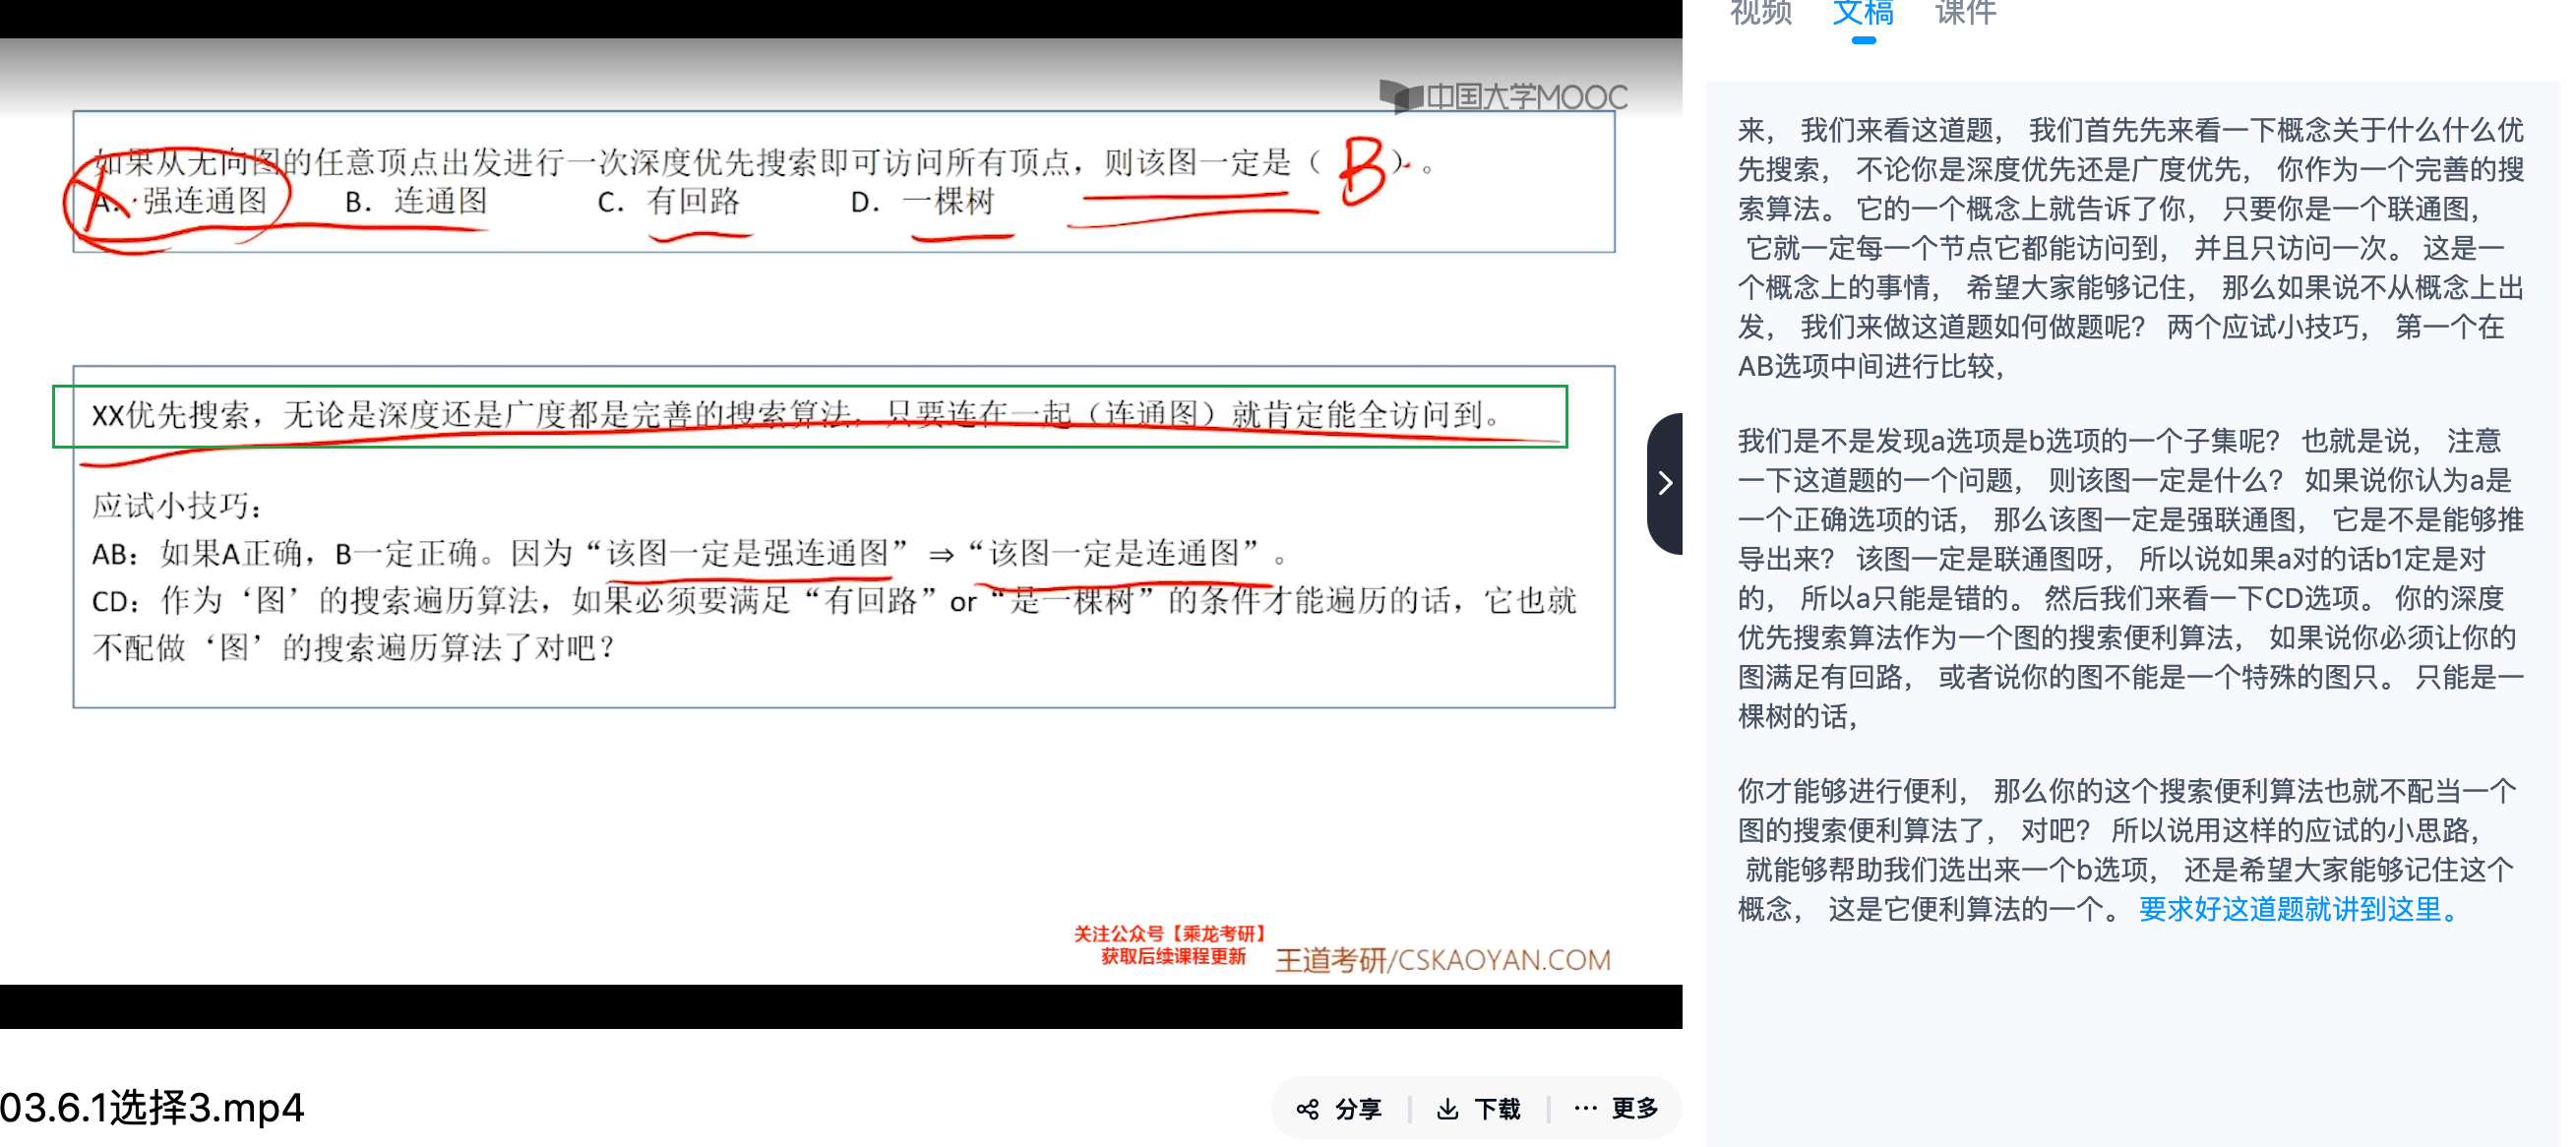 中国大学MOOC
如果从无向图的任意顶点出发进行一次深度优先搜索即可访问所有顶点，则该图一定是（ B ）。
A. 强连通图 B. 连通图 C. 有回路 D. 一棵树
XX优先搜索，无论是深度还是广度都是完善的搜索算法，只要连在一起（连通图）就肯定能全访问到。
应试小技巧：
AB：如果A正确，B一定正确。因为“该图一定是强连通图” ⇒ “该图一定是连通图”。
CD：作为‘图’的搜索遍历算法，如果必须要满足“有回路”or“是一棵树”的条件才能遍历的话，它也就
不配做‘图’的搜索遍历算法了对吧？
关注公众号【乘龙考研】
获取后续课程更新
王道考研/CSKAOYAN.COM
03.6.1选择3.mp4
分享 下载 ··· 更多
视频 文稿 课件
来， 我们来看这道题， 我们首先先来看一下概念关于什么什么优
先搜索， 不论你是深度优先还是广度优先， 你作为一个完善的搜
索算法。 它的一个概念上就告诉了你， 只要你是一个联通图，
它就一定每一个节点它都能访问到， 并且只访问一次。 这是一
个概念上的事情， 希望大家能够记住， 那么如果说不从概念上出
发， 我们来做这道题如何做题呢？ 两个应试小技巧， 第一个在
AB选项中间进行比较，
我们是不是发现a选项是b选项的一个子集呢？ 也就是说， 注意
一下这道题的一个问题， 则该图一定是什么？ 如果说你认为a是
一个正确选项的话， 那么该图一定是强联通图， 它是不是能够推
导出来？ 该图一定是联通图呀， 所以说如果a对的话b1定是对
的， 所以a只能是错的。 然后我们来看一下CD选项。 你的深度
优先搜索算法作为一个图的搜索便利算法， 如果说你必须让你的
图满足有回路， 或者说你的图不能是一个特殊的图只。 只能是一
棵树的话，
你才能够进行便利， 那么你的这个搜索便利算法也就不配当一个
图的搜索便利算法了， 对吧？ 所以说用这样的应试的小思路，
就能够帮助我们选出来一个b选项， 还是希望大家能够记住这个
概念， 这是它便利算法的一个。 要求好这道题就讲到这里。